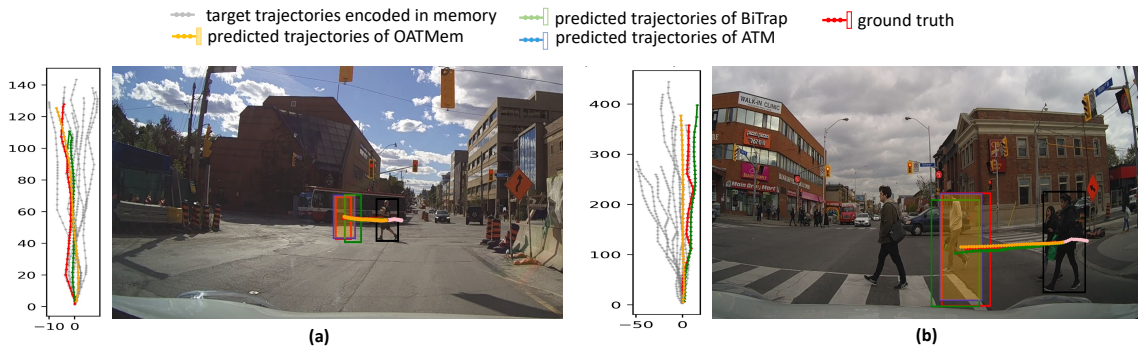 target trajectories encoded in memory
predicted trajectories of BiTrap
ground truth
predicted trajectories of OATMem
predicted trajectories of ATM
140
120
100
80
60
40
20
0
−10 0
(a)
400
300
200
100
0
−50 0
WALK-IN CLINIC
pizza pizza
(b)